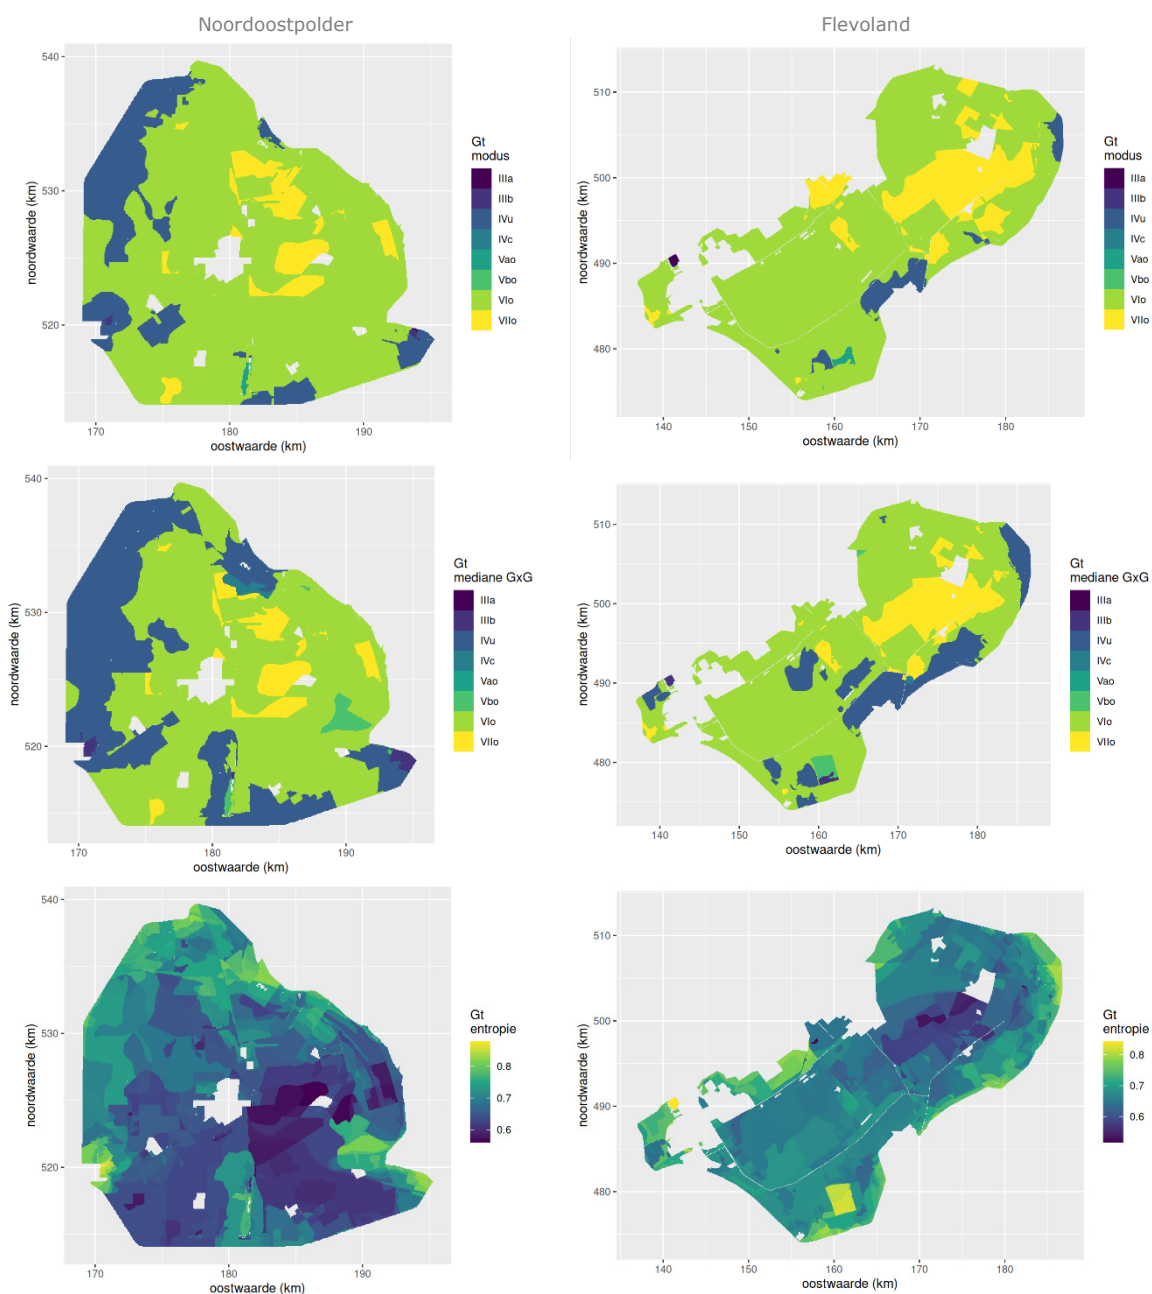 Noordoostpolder
Flevoland
noordwaarde (km)
540
530
520
170
180
190
oostwaarde (km)
Gt
modus
IIIa
IIIb
IVu
IVc
Vao
Vbo
VIo
VIIo
noordwaarde (km)
510
500
490
480
140
150
160
170
180
oostwaarde (km)
Gt
modus
IIIa
IIIb
IVu
IVc
Vao
Vbo
VIo
VIIo
noordwaarde (km)
540
530
520
170
180
190
oostwaarde (km)
Gt
mediane GxG
IIIa
IIIb
IVu
IVc
Vao
Vbo
VIo
VIIo
noordwaarde (km)
510
500
490
480
140
150
160
170
180
oostwaarde (km)
Gt
mediane GxG
IIIa
IIIb
IVu
IVc
Vao
Vbo
VIo
VIIo
noordwaarde (km)
540
530
520
170
180
190
oostwaarde (km)
Gt
entropie
0.8
0.7
0.6
noordwaarde (km)
510
500
490
480
140
150
160
170
180
oostwaarde (km)
Gt
entropie
0.8
0.7
0.6